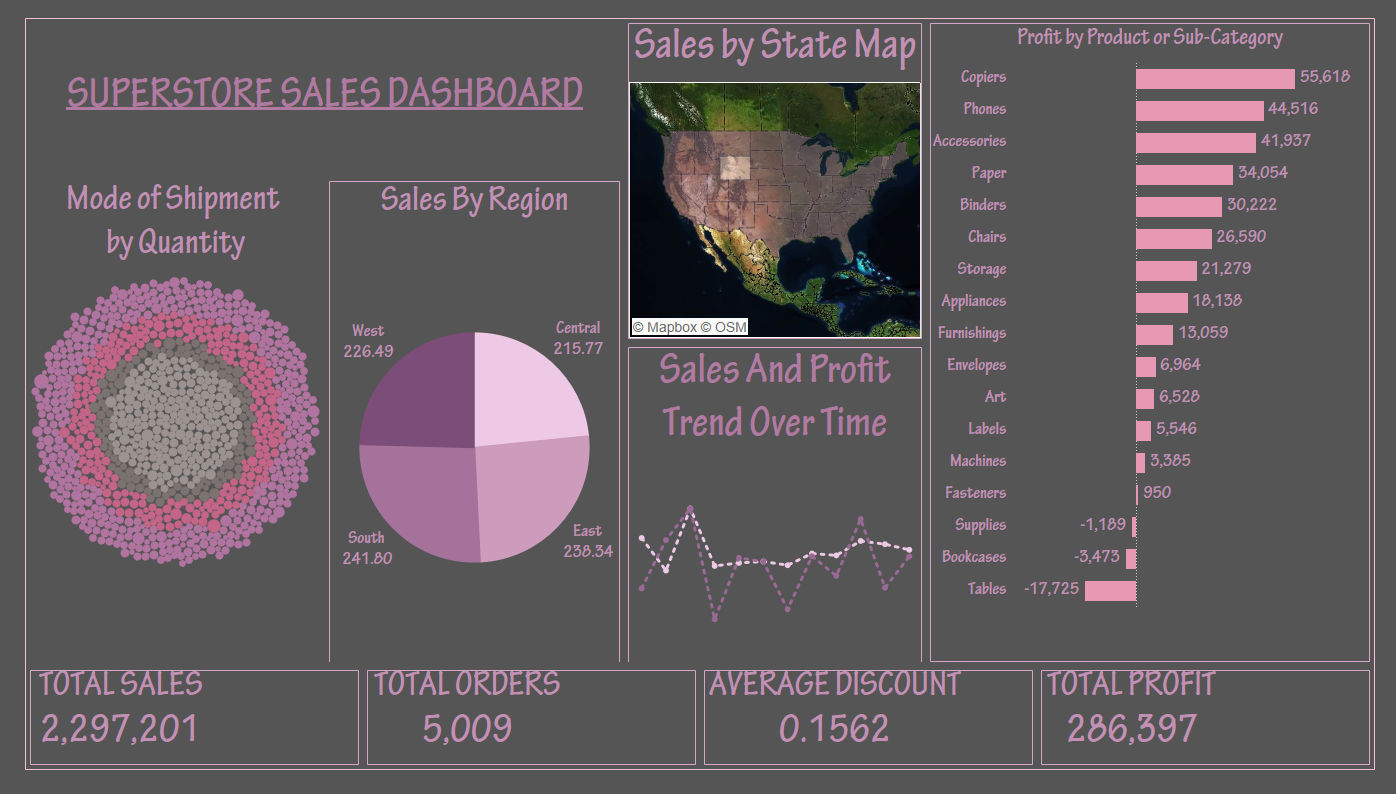 SUPERSTORE SALES DASHBOARD
Mode of Shipment
by Quantity
Sales By Region
West
226.49
Central
215.77
South
241.80
East
238.34
Sales by State Map
© Mapbox © OSM
Sales And Profit
Trend Over Time
Profit by Product or Sub-Category
Copiers 55,618
Phones 44,516
Accessories 41,937
Paper 34,054
Binders 30,222
Chairs 26,590
Storage 21,279
Appliances 18,138
Furnishings 13,059
Envelopes 6,964
Art 6,528
Labels 5,546
Machines 3,385
Fasteners 950
Supplies -1,189
Bookcases -3,473
Tables -17,725
TOTAL SALES
2,297,201
TOTAL ORDERS
5,009
AVERAGE DISCOUNT
0.1562
TOTAL PROFIT
286,397